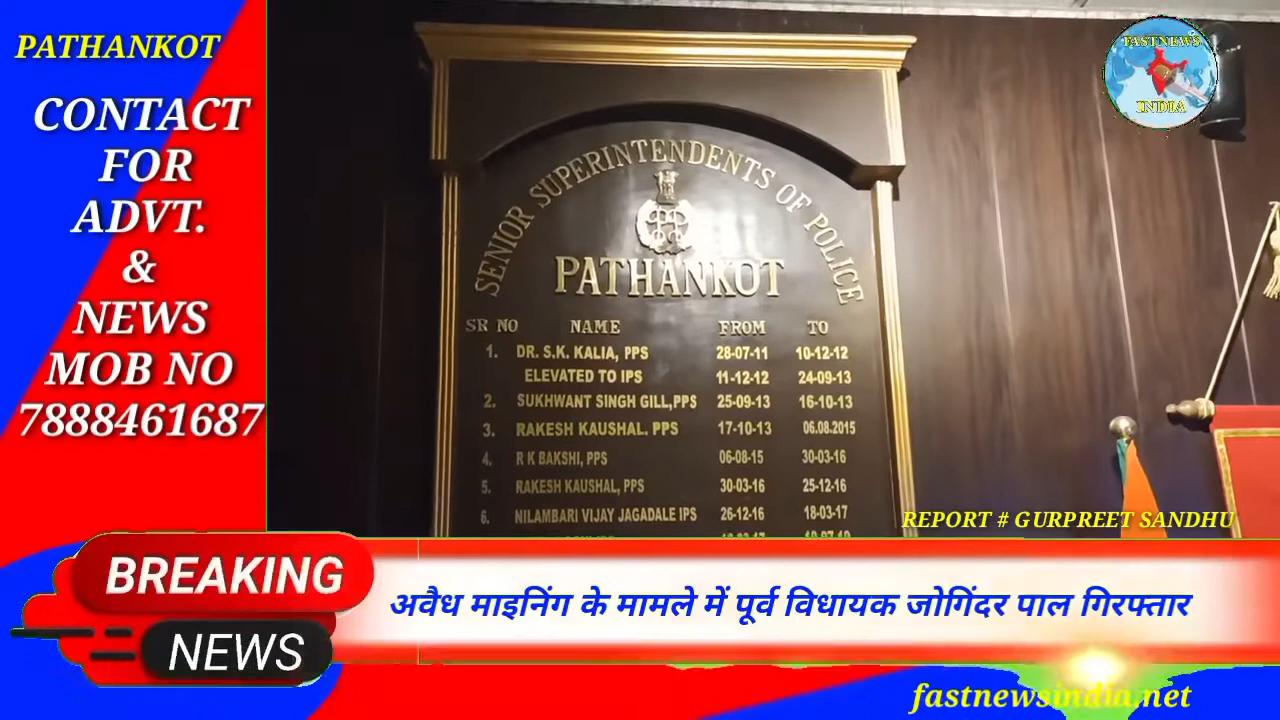 PATHANKOT
CONTACT
FOR
ADVT.
&
NEWS
MOB NO
7888461687
FASTNEWS
INDIA
SENIOR SUPERINTENDENTS OF POLICE
PATHANKOT
SR NO NAME FROM TO
1. DR. S.K. KALIA, PPS 28-07-11 10-12-12
ELEVATED TO IPS 11-12-12 24-09-13
2. SUKHWANT SINGH GILL,PPS 25-09-13 16-10-13
3. RAKESH KAUSHAL. PPS 17-10-13 06.08.2015
4. R K BAKSHI, PPS 06-08-15 30-03-16
5. RAKESH KAUSHAL, PPS 30-03-16 25-12-16
6. NILAMBARI VIJAY JAGADALE IPS 26-12-16 18-03-17
REPORT # GURPREET SANDHU
BREAKING
NEWS
अवैध माइनिंग के मामले में पूर्व विधायक जोगिंदर पाल गिरफ्तार
fastnewsindia.net